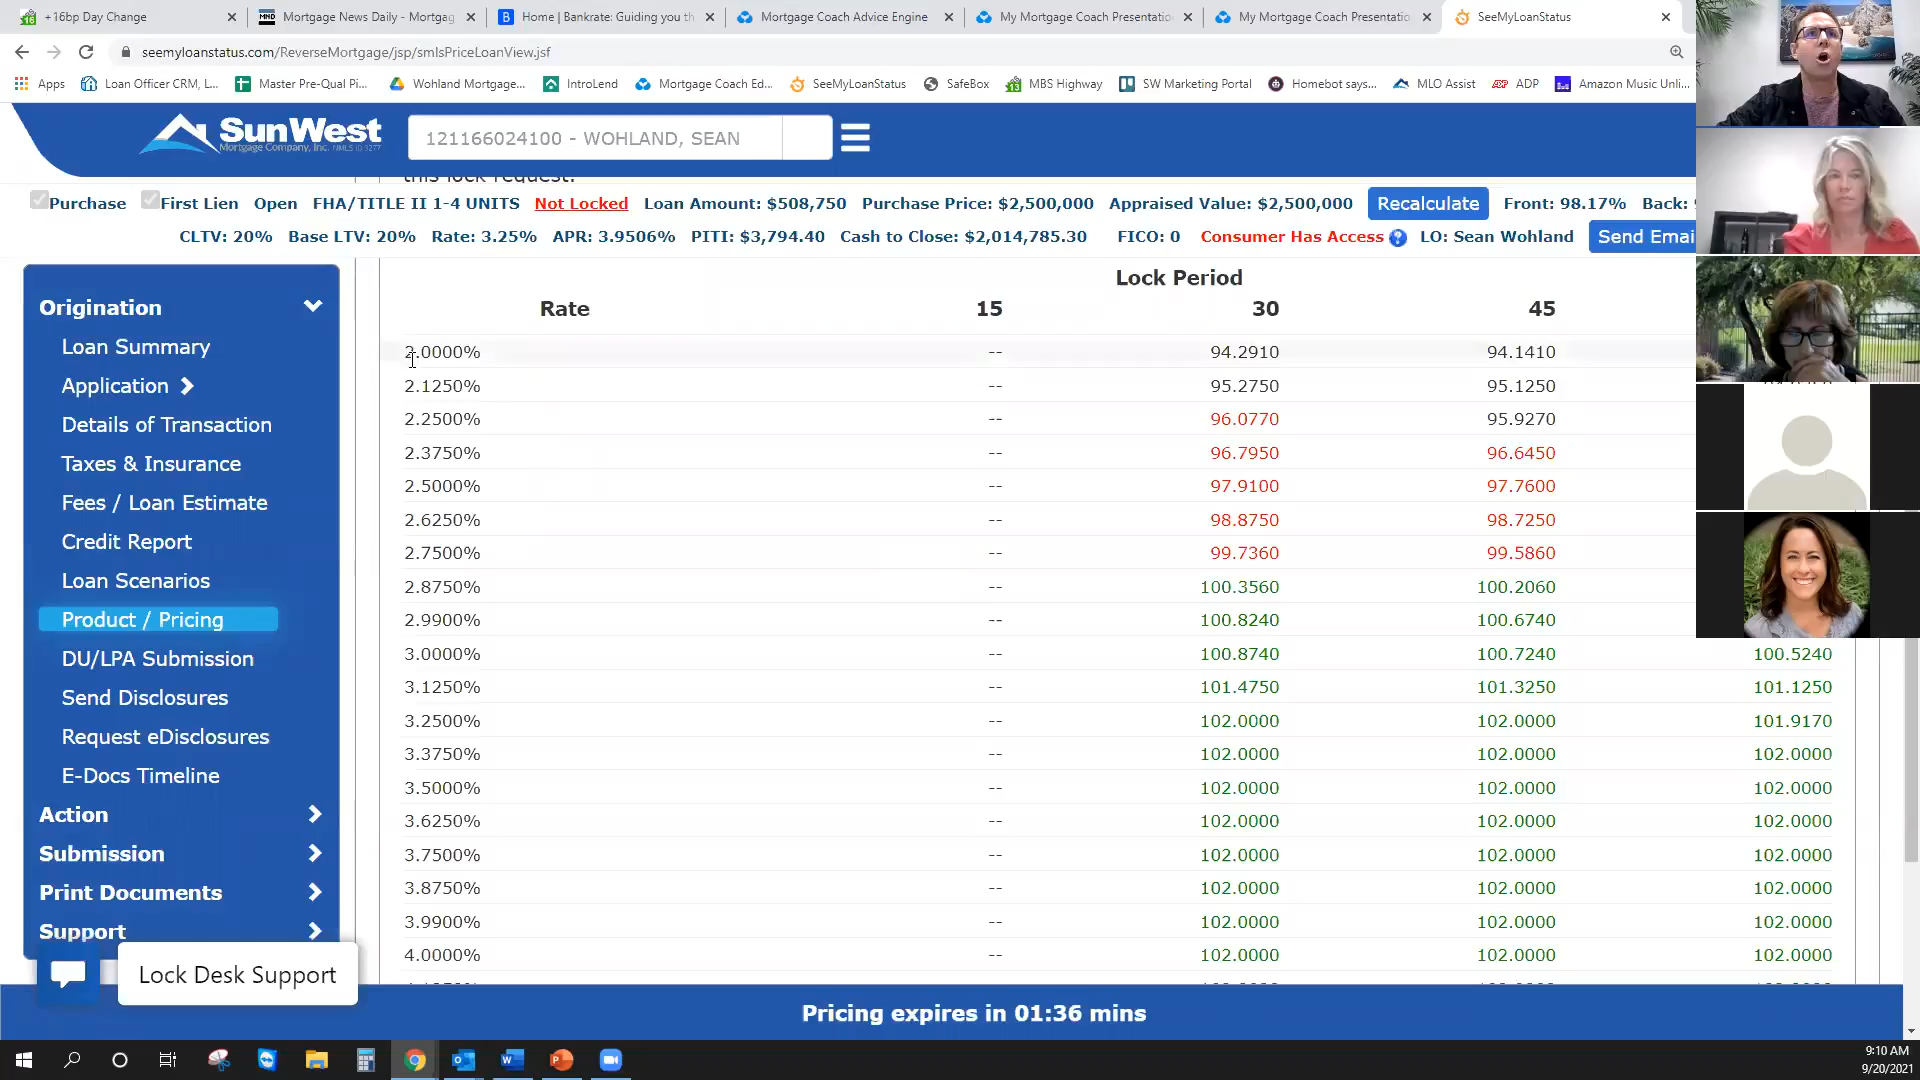 +16bp Day Change
Mortgage News Daily - Mortgag
Home | Bankrate: Guiding you th
Mortgage Coach Advice Engine
My Mortgage Coach Presentatio
My Mortgage Coach Presentatio
SeeMyLoanStatus
seemyloanstatus.com/ReverseMortgage/jsp/smlsPriceLoanView.jsf
Apps
Loan Officer CRM, L...
Master Pre-Qual Pi...
Wohland Mortgage...
IntroLend
Mortgage Coach Ed...
SeeMyLoanStatus
SafeBox
MBS Highway
SW Marketing Portal
Homebot says...
MLO Assist
ADP
Amazon Music Unli...
SunWest
Mortgage Company, Inc. NMLS ID 3277
121166024100 - WOHLAND, SEAN
this lock request.
Purchase First Lien Open FHA/TITLE II 1-4 UNITS Not Locked Loan Amount: $508,750 Purchase Price: $2,500,000 Appraised Value: $2,500,000 Recalculate Front: 98.17% Back:
CLTV: 20% Base LTV: 20% Rate: 3.25% APR: 3.9506% PITI: $3,794.40 Cash to Close: $2,014,785.30 FICO: 0 Consumer Has Access ? LO: Sean Wohland Send Emai
Origination
Loan Summary
Application
Details of Transaction
Taxes & Insurance
Fees / Loan Estimate
Credit Report
Loan Scenarios
Product / Pricing
DU/LPA Submission
Send Disclosures
Request eDisclosures
E-Docs Timeline
Action
Submission
Print Documents
Support
Lock Desk Support
Lock Period
Rate 15 30 45
2.0000% -- 94.2910 94.1410
2.1250% -- 95.2750 95.1250
2.2500% -- 96.0770 95.9270
2.3750% -- 96.7950 96.6450
2.5000% -- 97.9100 97.7600
2.6250% -- 98.8750 98.7250
2.7500% -- 99.7360 99.5860
2.8750% -- 100.3560 100.2060
2.9900% -- 100.8240 100.6740
3.0000% -- 100.8740 100.7240 100.5240
3.1250% -- 101.4750 101.3250 101.1250
3.2500% -- 102.0000 102.0000 101.9170
3.3750% -- 102.0000 102.0000 102.0000
3.5000% -- 102.0000 102.0000 102.0000
3.6250% -- 102.0000 102.0000 102.0000
3.7500% -- 102.0000 102.0000 102.0000
3.8750% -- 102.0000 102.0000 102.0000
3.9900% -- 102.0000 102.0000 102.0000
4.0000% -- 102.0000 102.0000 102.0000
Pricing expires in 01:36 mins
9:10 AM
9/20/2021